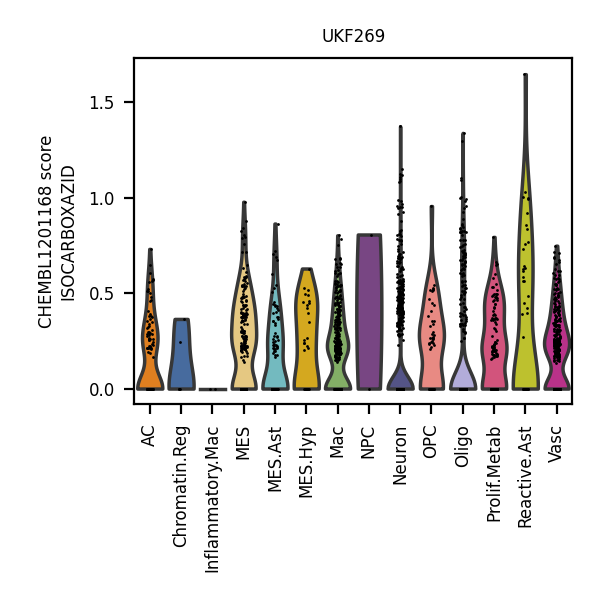 UKF269
CHEMBL1201168 score
ISOCARBOXAZID
1.5
1.0
0.5
0.0
AC
Chromatin.Reg
Inflammatory.Mac
MES
MES.Ast
MES.Hyp
Mac
NPC
Neuron
OPC
Oligo
Prolif.Metab
Reactive.Ast
Vasc